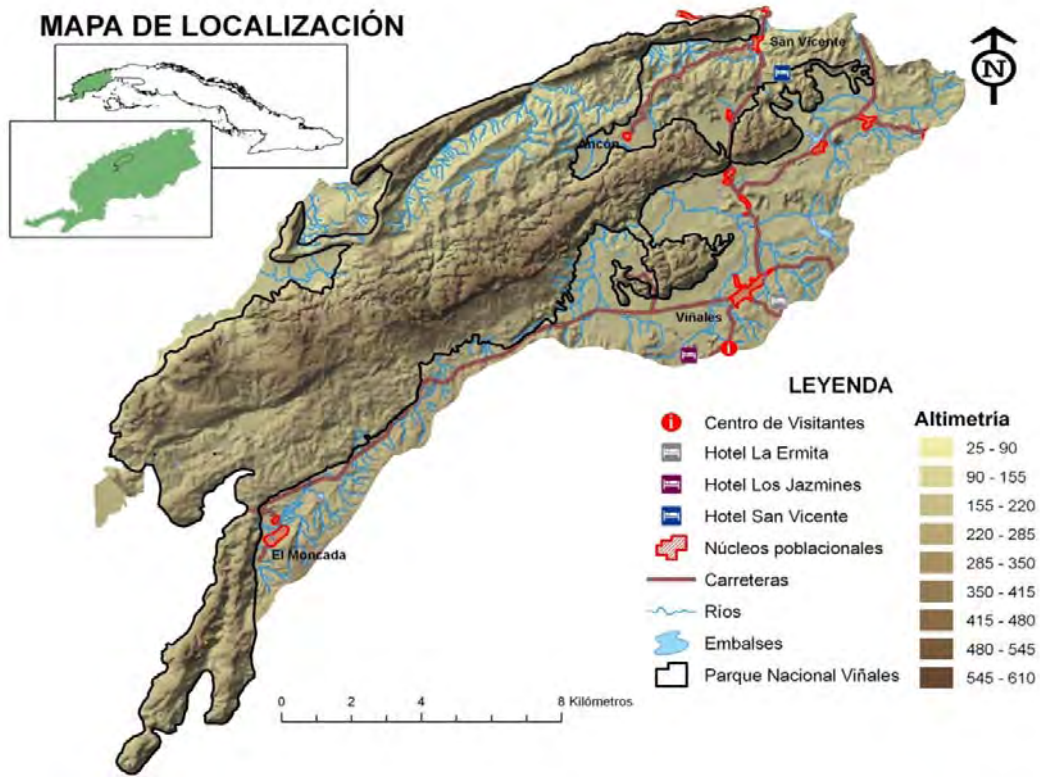 MAPA DE LOCALIZACIÓN
San Vicente
N
Ancón
Viñales
El Moncada
LEYENDA
Centro de Visitantes
Hotel La Ermita
Hotel Los Jazmines
Hotel San Vicente
Núcleos poblacionales
Carreteras
Ríos
Embalses
Parque Nacional Viñales
Altimetría
25 - 90
90 - 155
155 - 220
220 - 285
285 - 350
350 - 415
415 - 480
480 - 545
545 - 610
0 2 4 8 Kilómetros